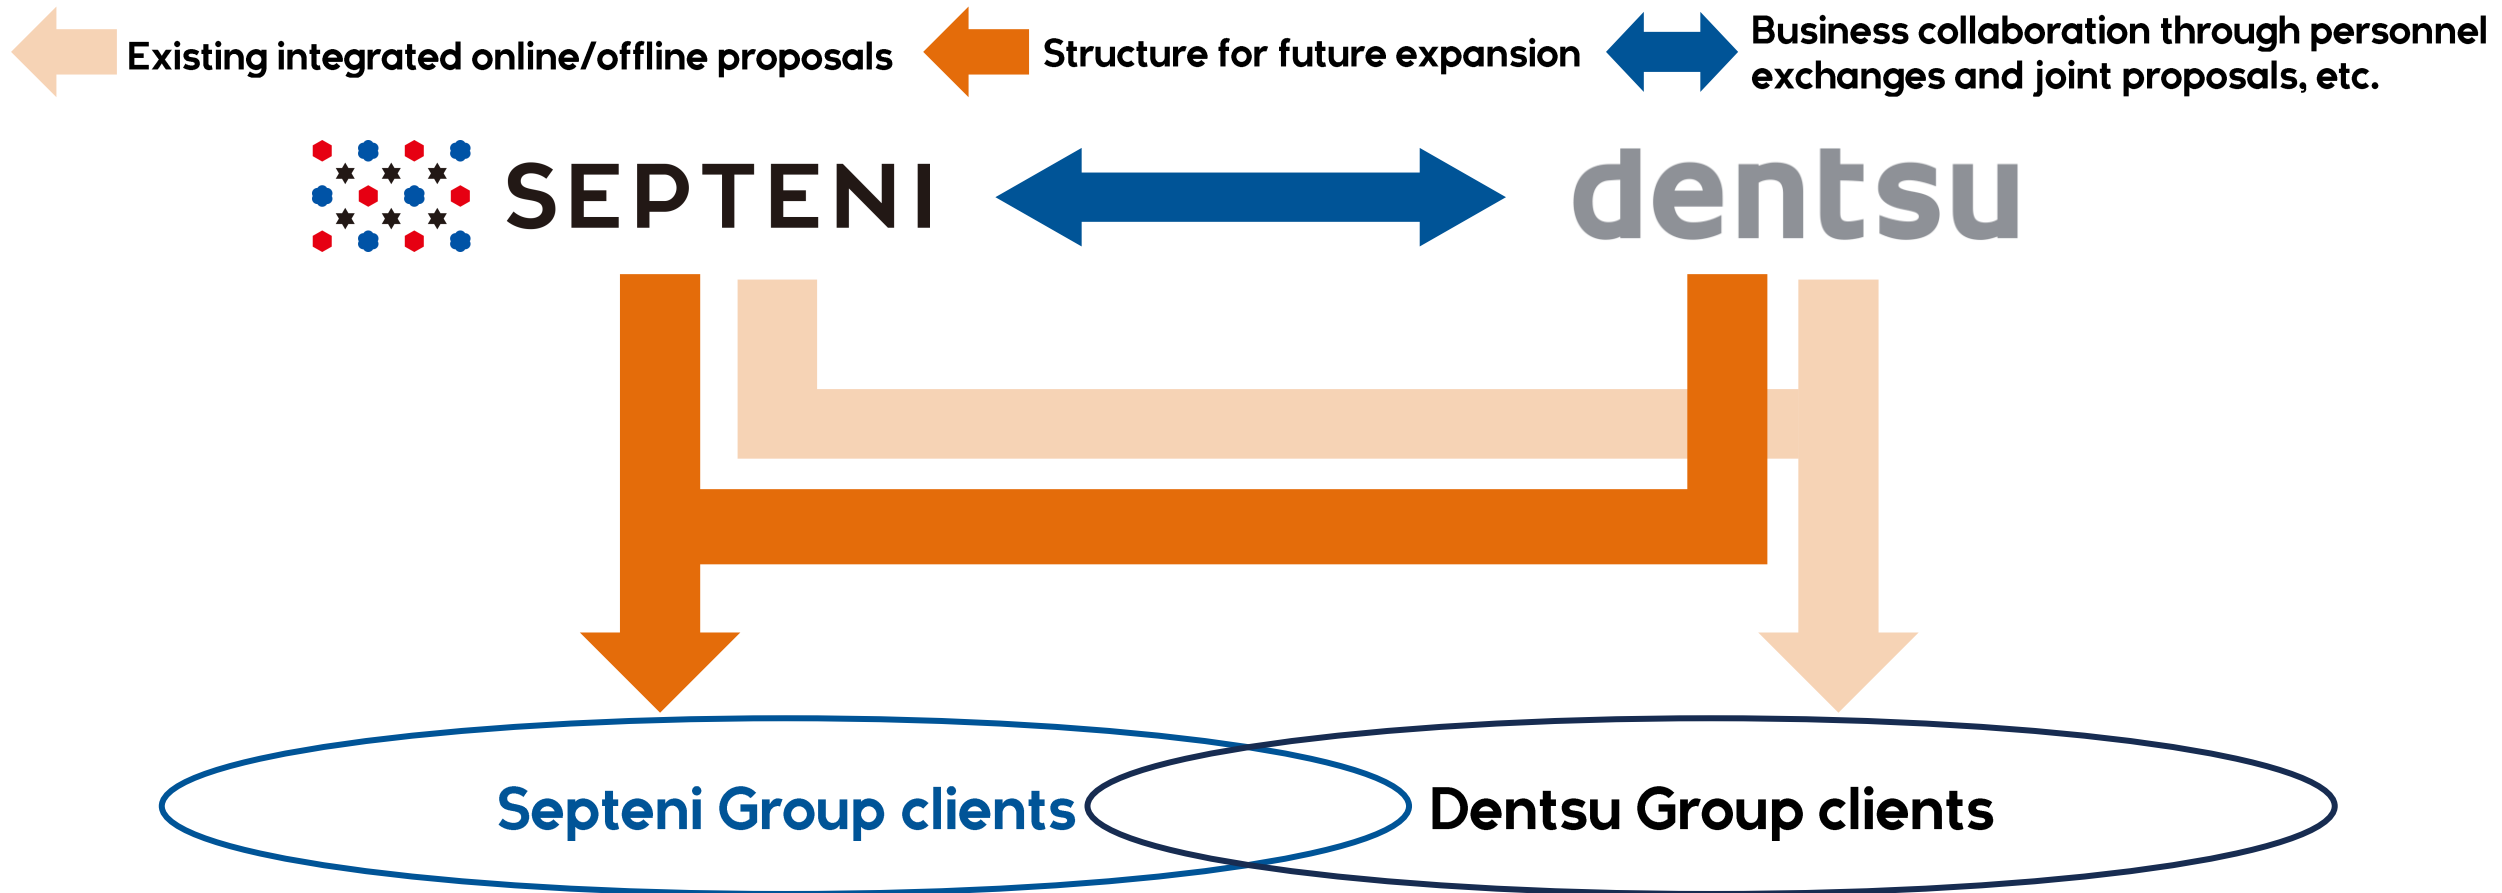 Existing integrated online/offline proposals
Structure for future expansion
Business collaboration through personnel
exchanges and join proposals, etc.
SEPTENI
dentsu
Septeni Group clients
Dentsu Group clients